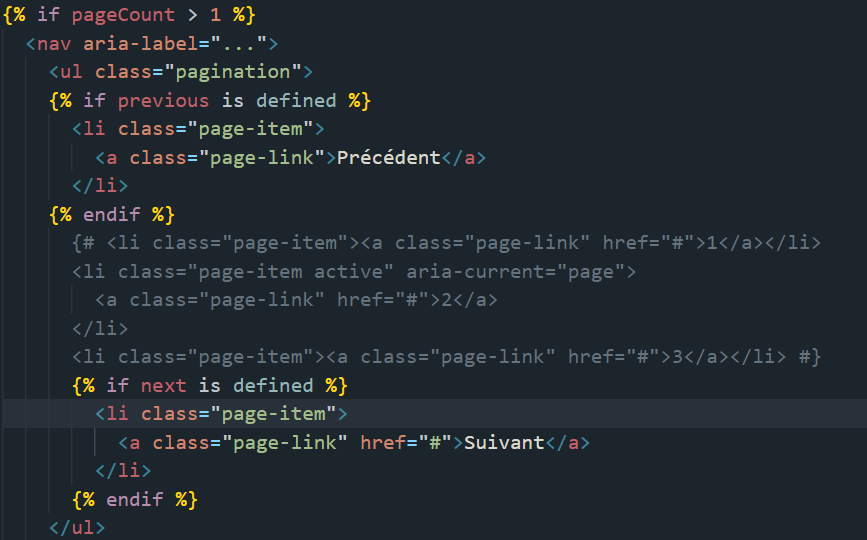 {% if pageCount > 1 %}
<nav aria-label="...">
<ul class="pagination">
{% if previous is defined %}
<li class="page-item">
<a class="page-link">Précédent</a>
</li>
{% endif %}
{# <li class="page-item"><a class="page-link" href="#">1</a></li>
<li class="page-item active" aria-current="page">
<a class="page-link" href="#">2</a>
</li>
<li class="page-item"><a class="page-link" href="#">3</a></li> #}
{% if next is defined %}
<li class="page-item">
<a class="page-link" href="#">Suivant</a>
</li>
{% endif %}
</ul>